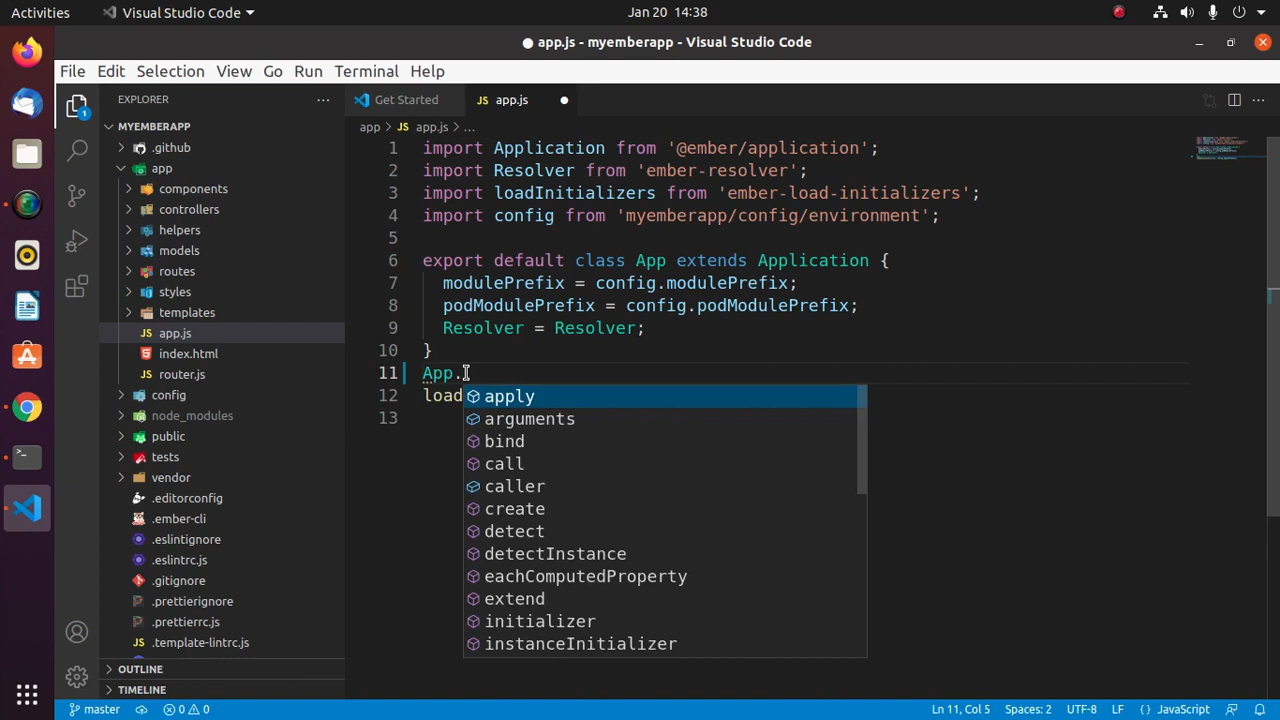 Activities
Visual Studio Code
Jan 20 14:38
● app.js - myemberapp - Visual Studio Code
File Edit Selection View Go Run Terminal Help
EXPLORER
MYEMBERAPP
.github
app
components
controllers
helpers
models
routes
styles
templates
app.js
index.html
router.js
config
node_modules
public
tests
vendor
.editorconfig
.ember-cli
.eslintignore
.eslintrc.js
.gitignore
.prettierignore
.prettierrc.js
.template-lintrc.js
OUTLINE
TIMELINE
1
Get Started
JS app.js
app > JS app.js > ...
1 import Application from '@ember/application';
2 import Resolver from 'ember-resolver';
3 import loadInitializers from 'ember-load-initializers';
4 import config from 'myemberapp/config/environment';
5
6 export default class App extends Application {
7 modulePrefix = config.modulePrefix;
8 podModulePrefix = config.podModulePrefix;
9 Resolver = Resolver;
10 }
11 App.
12 load
13
apply
arguments
bind
call
caller
create
detect
detectInstance
eachComputedProperty
extend
initializer
instanceInitializer
master
0 0
Ln 11, Col 5
Spaces: 2
UTF-8
LF
{ } JavaScript